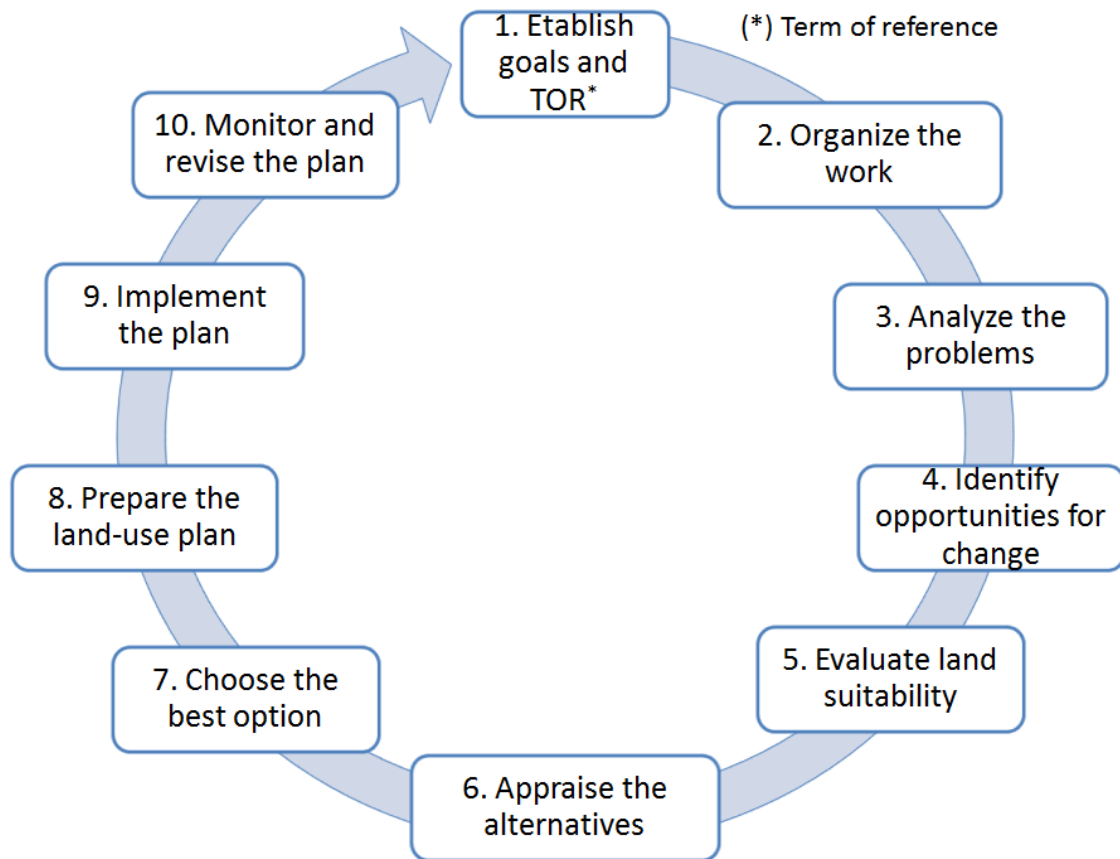 1. Etablish
goals and
TOR*
(*) Term of reference
2. Organize the
work
3. Analyze the
problems
4. Identify
opportunities for
change
5. Evaluate land
suitability
6. Appraise the
alternatives
7. Choose the
best option
8. Prepare the
land-use plan
9. Implement
the plan
10. Monitor and
revise the plan